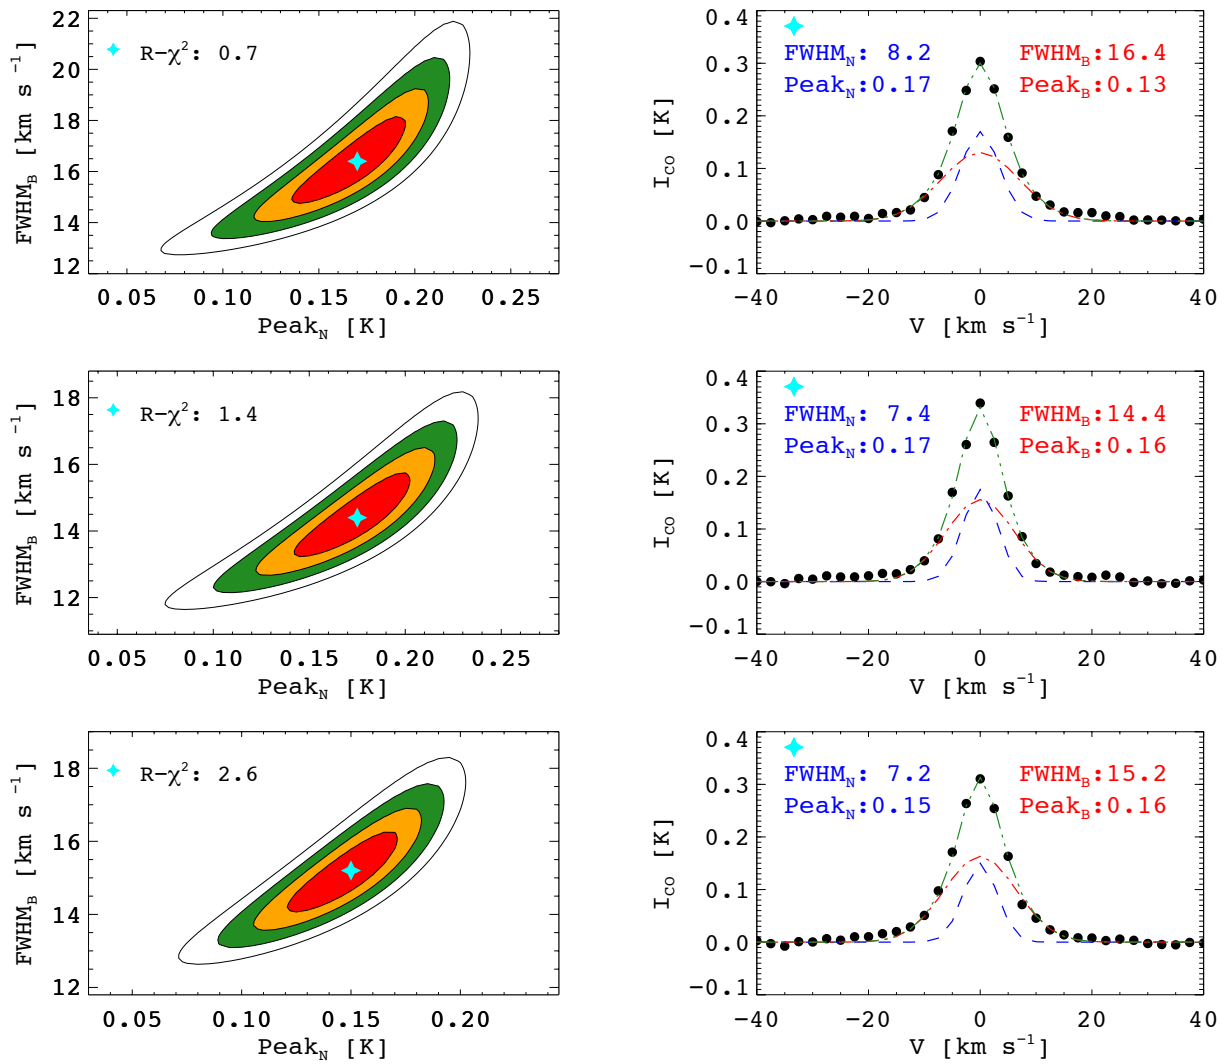 22
20
18
16
14
12
FWHM_B [km s⁻¹]
R−χ²: 0.7
0.05 0.10 0.15 0.20 0.25
Peak_N [K]
0.4
0.3
0.2
0.1
0.0
−0.1
I_CO [K]
FWHM_N: 8.2 FWHM_B:16.4
Peak_N:0.17 Peak_B:0.13
−40 −20 0 20 40
V [km s⁻¹]
18
16
14
12
FWHM_B [km s⁻¹]
R−χ²: 1.4
0.05 0.10 0.15 0.20 0.25
Peak_N [K]
0.4
0.3
0.2
0.1
0.0
−0.1
I_CO [K]
FWHM_N: 7.4 FWHM_B:14.4
Peak_N:0.17 Peak_B:0.16
−40 −20 0 20 40
V [km s⁻¹]
18
16
14
12
FWHM_B [km s⁻¹]
R−χ²: 2.6
0.05 0.10 0.15 0.20
Peak_N [K]
0.4
0.3
0.2
0.1
0.0
−0.1
I_CO [K]
FWHM_N: 7.2 FWHM_B:15.2
Peak_N:0.15 Peak_B:0.16
−40 −20 0 20 40
V [km s⁻¹]